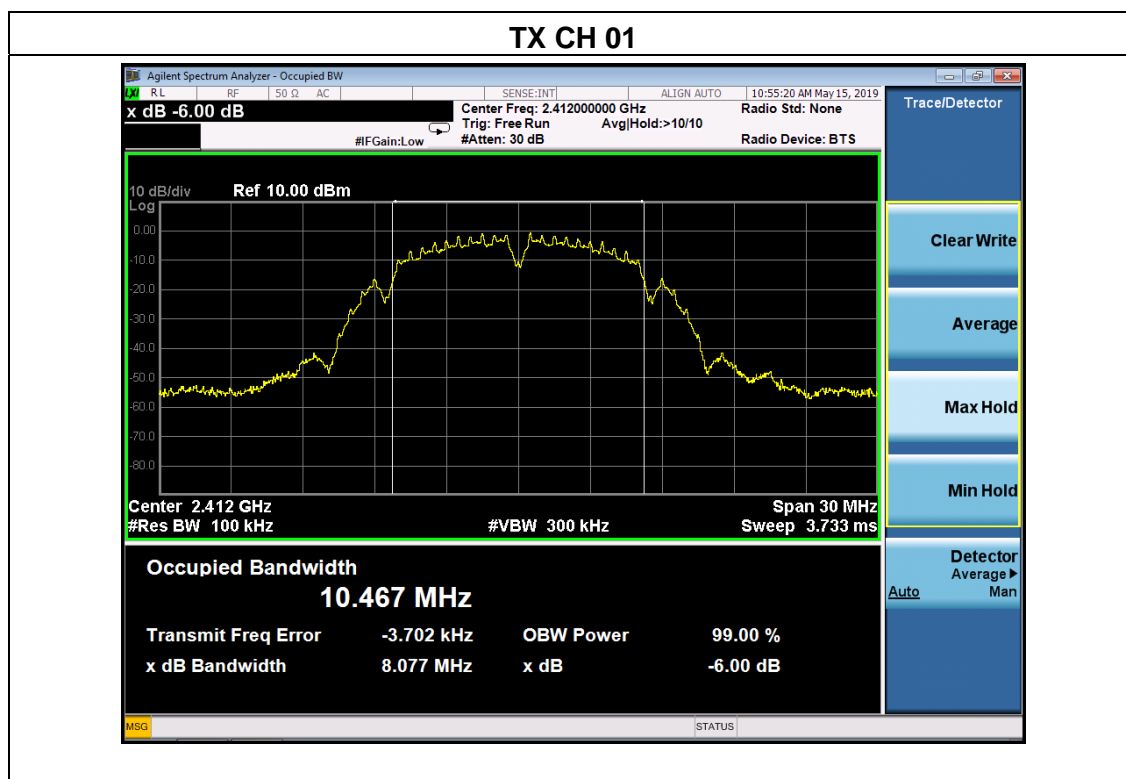 TX CH 01
Agilent Spectrum Analyzer - Occupied BW
LXI RL RF 50 Ω AC SENSE:INT ALIGN AUTO 10:55:20 AM May 15, 2019
x dB -6.00 dB
Center Freq: 2.412000000 GHz
Radio Std: None
Trig: Free Run Avg|Hold:>10/10
#IFGain:Low #Atten: 30 dB
Radio Device: BTS
Trace/Detector
10 dB/div Ref 10.00 dBm
Log
0.00
-10.0
-20.0
-30.0
-40.0
-50.0
-60.0
-70.0
-80.0
Clear Write
Average
Max Hold
Min Hold
Center 2.412 GHz Span 30 MHz
#Res BW 100 kHz #VBW 300 kHz Sweep 3.733 ms
Detector
Average▶
Auto Man
Occupied Bandwidth
10.467 MHz
Transmit Freq Error -3.702 kHz OBW Power 99.00 %
x dB Bandwidth 8.077 MHz x dB -6.00 dB
MSG STATUS